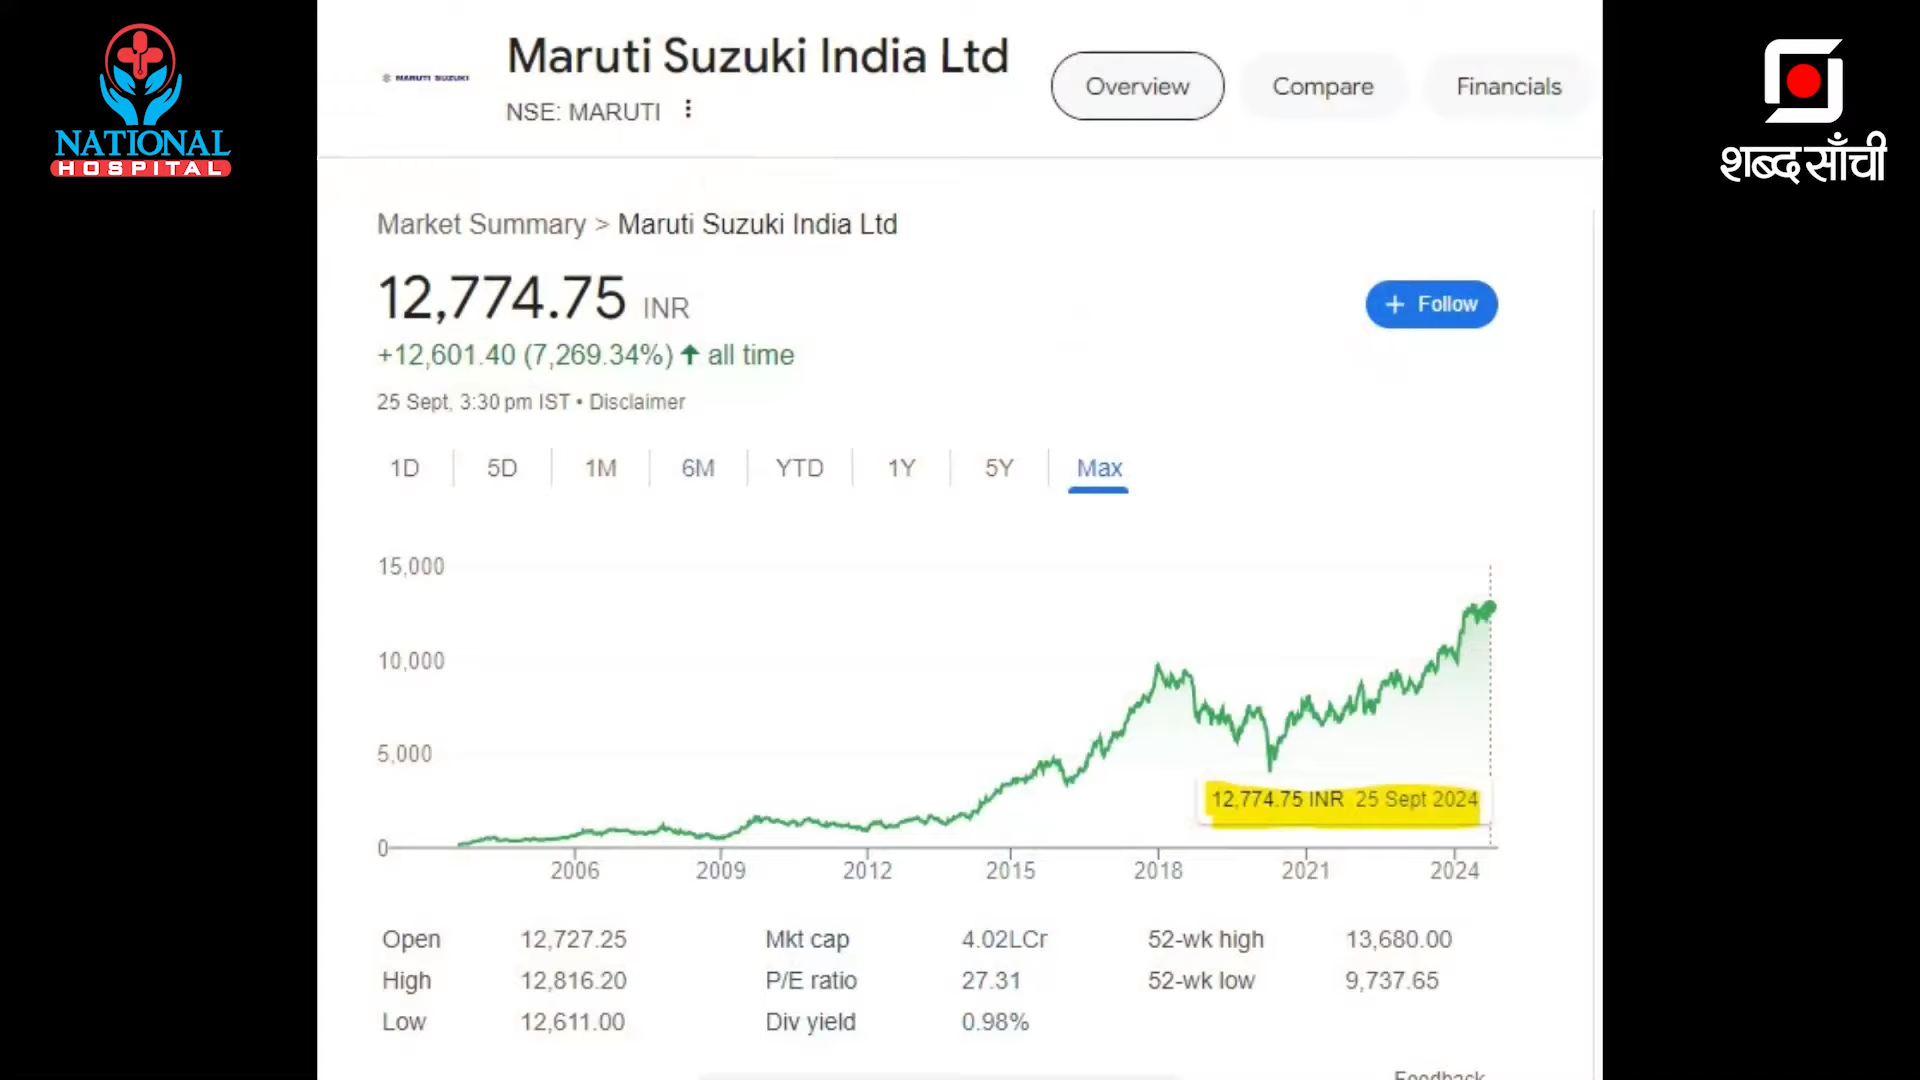 NATIONAL
HOSPITAL
शब्द साँची
MARUTI SUZUKI
Maruti Suzuki India Ltd
NSE: MARUTI
Overview
Compare
Financials
Market Summary > Maruti Suzuki India Ltd
12,774.75 INR
+ Follow
+12,601.40 (7,269.34%) ↑ all time
25 Sept, 3:30 pm IST • Disclaimer
1D 5D 1M 6M YTD 1Y 5Y Max
15,000
10,000
5,000
0
12,774.75 INR 25 Sept 2024
2006 2009 2012 2015 2018 2021 2024
Open 12,727.25 Mkt cap 4.02LCr 52-wk high 13,680.00
High 12,816.20 P/E ratio 27.31 52-wk low 9,737.65
Low 12,611.00 Div yield 0.98%
Feedback